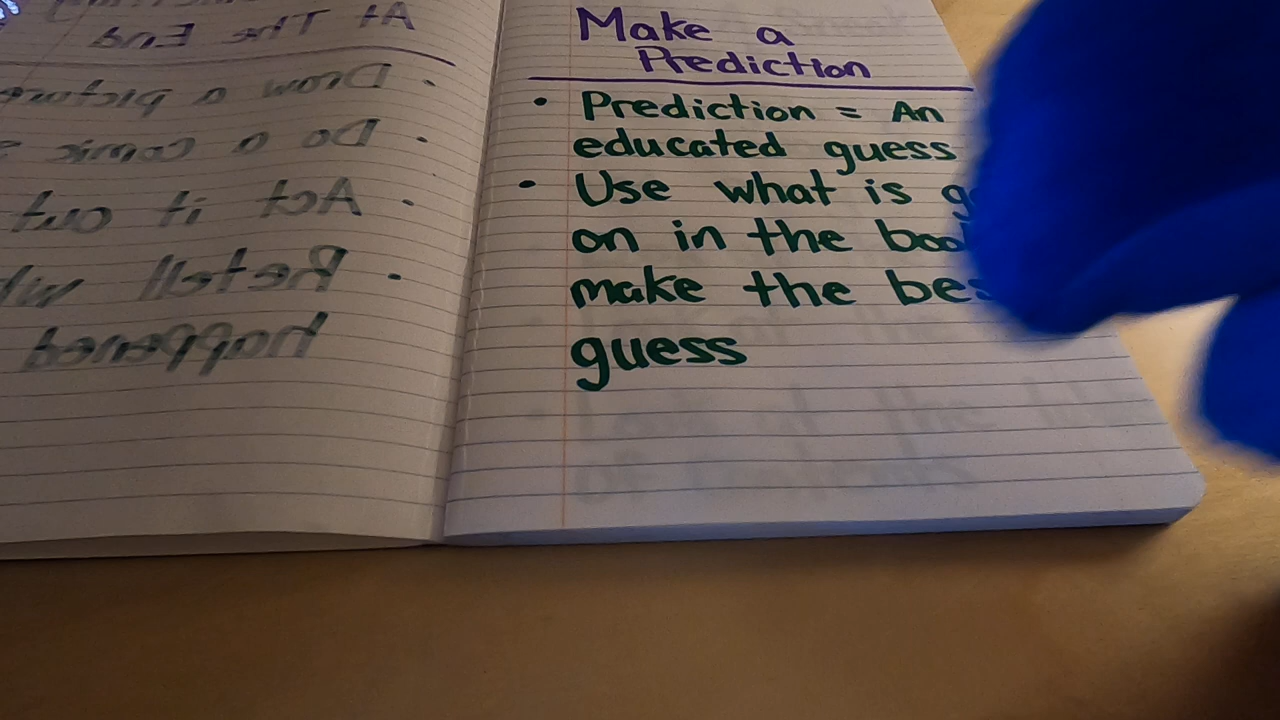 At The
End
• Draw a picture
• Do a comic
• Act it out
• Retell
happened
Make a
Prediction
• Prediction = An
educated guess
• Use what is
on in the
make the
guess